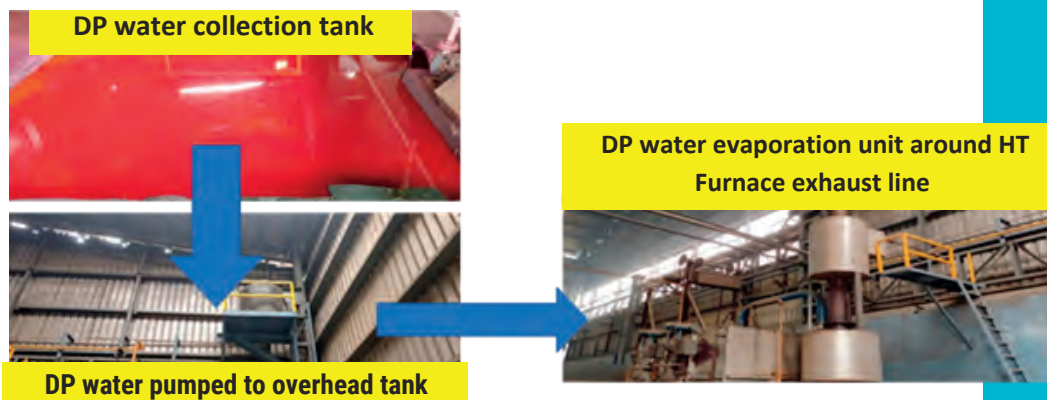 DP water collection tank
DP water pumped to overhead tank
DP water evaporation unit around HT
Furnace exhaust line